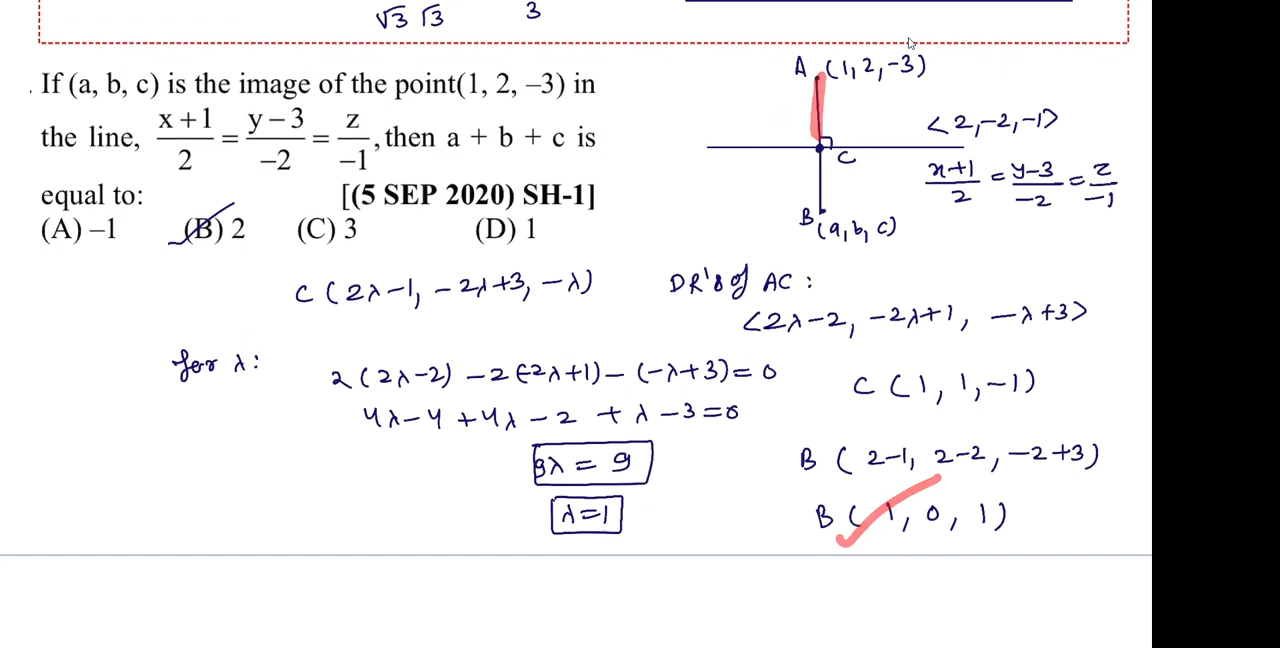 √3 √3 3
. If (a, b, c) is the image of the point(1, 2, –3) in
the line, (x+1)/2 = (y−3)/−2 = z/−1, then a + b + c is
equal to: [(5 SEP 2020) SH-1]
(A) –1 (B) 2 (C) 3 (D) 1
A (1, 2, -3)
<2, -2, -1>
C
(x+1)/2 = (y-3)/-2 = z/-1
B (a, b, c)
C (2λ-1, -2λ+3, -λ)
DR's of AC :
<2λ-2, -2λ+1, -λ+3>
for λ:
2(2λ-2) -2(-2λ+1) - (-λ+3) = 0
4λ-4 + 4λ-2 + λ-3 = 0
9λ = 9
λ=1
C (1, 1, -1)
B (2-1, 2-2, -2+3)
B (1, 0, 1)